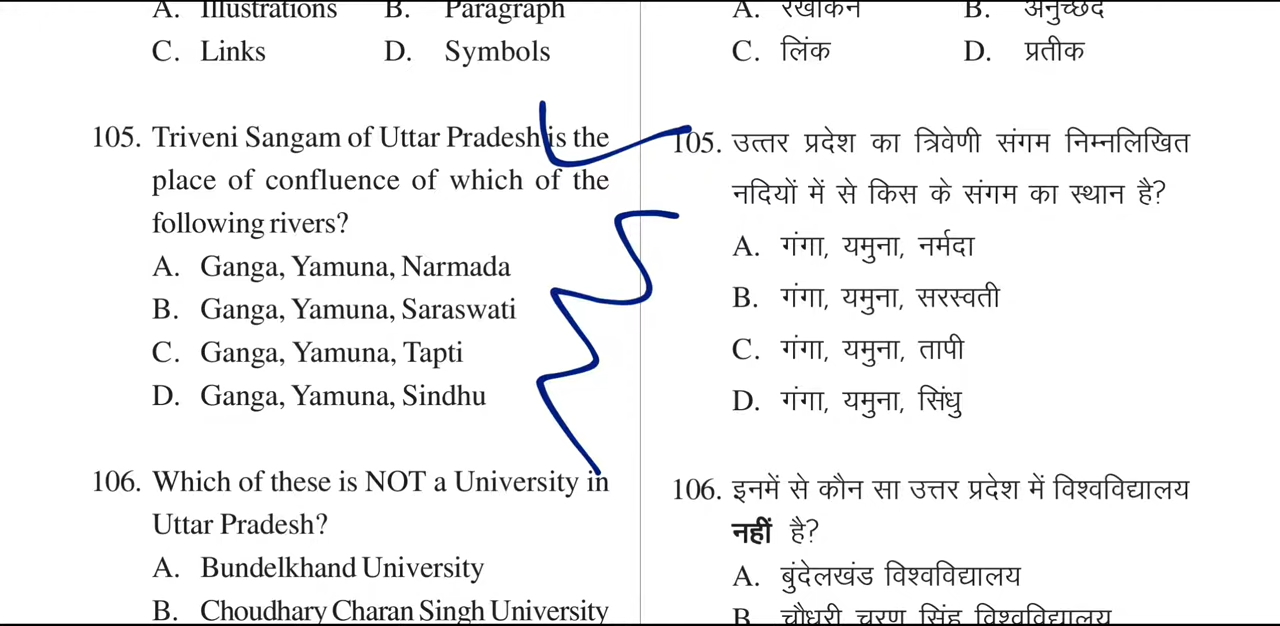 A. Illustrations B. Paragraph
C. Links D. Symbols
105. Triveni Sangam of Uttar Pradesh is the
place of confluence of which of the
following rivers?
A. Ganga, Yamuna, Narmada
B. Ganga, Yamuna, Saraswati
C. Ganga, Yamuna, Tapti
D. Ganga, Yamuna, Sindhu
106. Which of these is NOT a University in
Uttar Pradesh?
A. Bundelkhand University
B. Choudhary Charan Singh University
A. रेखांकन B. अनुच्छेद
C. लिंक D. प्रतीक
105. उत्तर प्रदेश का त्रिवेणी संगम निम्नलिखित
नदियों में से किस के संगम का स्थान है?
A. गंगा, यमुना, नर्मदा
B. गंगा, यमुना, सरस्वती
C. गंगा, यमुना, तापी
D. गंगा, यमुना, सिंधु
106. इनमें से कौन सा उत्तर प्रदेश में विश्वविद्यालय
नहीं है?
A. बुंदेलखंड विश्वविद्यालय
B. चौधरी चरण सिंह विश्वविद्यालय